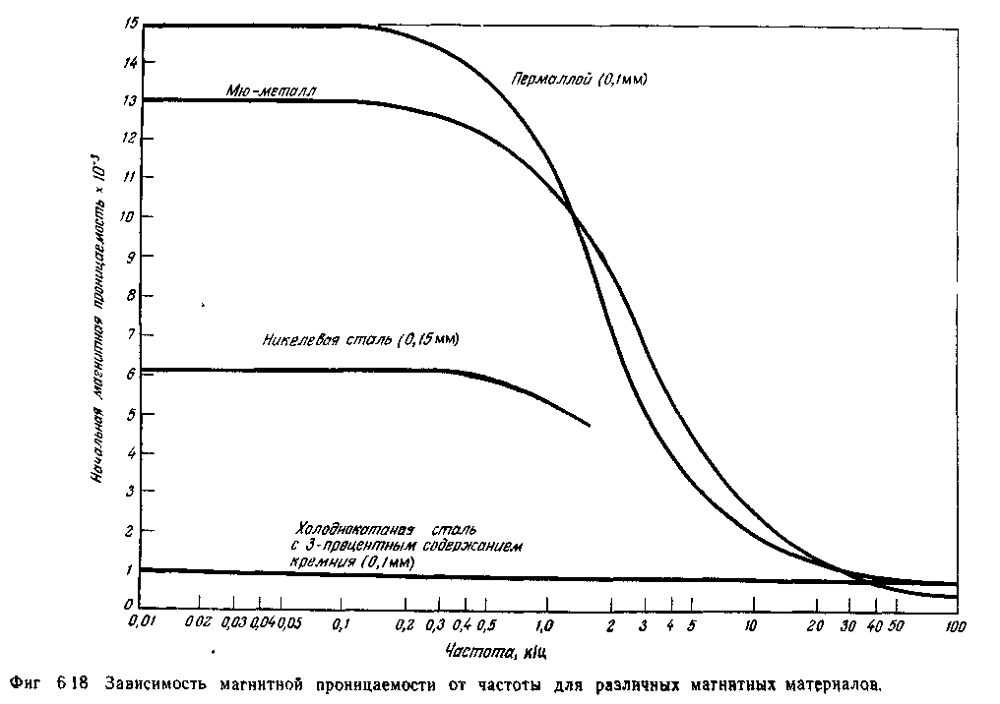 15
14
13
12
11
10
9
8
7
6
5
4
3
2
1
0
Начальная магнитная проницаемость × 10⁻³
Пермаллой (0,1мм)
Мю-металл
Никелевая сталь (0,15мм)
Холоднокатаная сталь
с 3-процентным содержанием
кремния (0,1мм)
0,01 0 02 0,03 0,04 0,05 0,1 0,2 0,3 0,4 0,5 1,0 2 3 4 5 10 20 30 40 50 100
Частота, кгц
Фиг 6 18 Зависимость магнитной проницаемости от частоты для различных магнитных материалов.